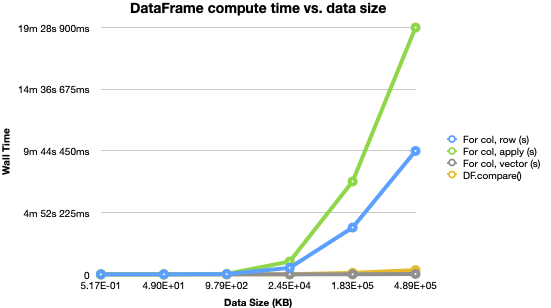 DataFrame compute time vs. data size
19m 28s 900ms
14m 36s 675ms
9m 44s 450ms
4m 52s 225ms
0
Wall Time
For col, row (s)
For col, apply (s)
For col, vector (s)
DF.compare()
5.17E-01 4.90E+01 9.79E+02 2.45E+04 1.83E+05 4.89E+05
Data Size (KB)